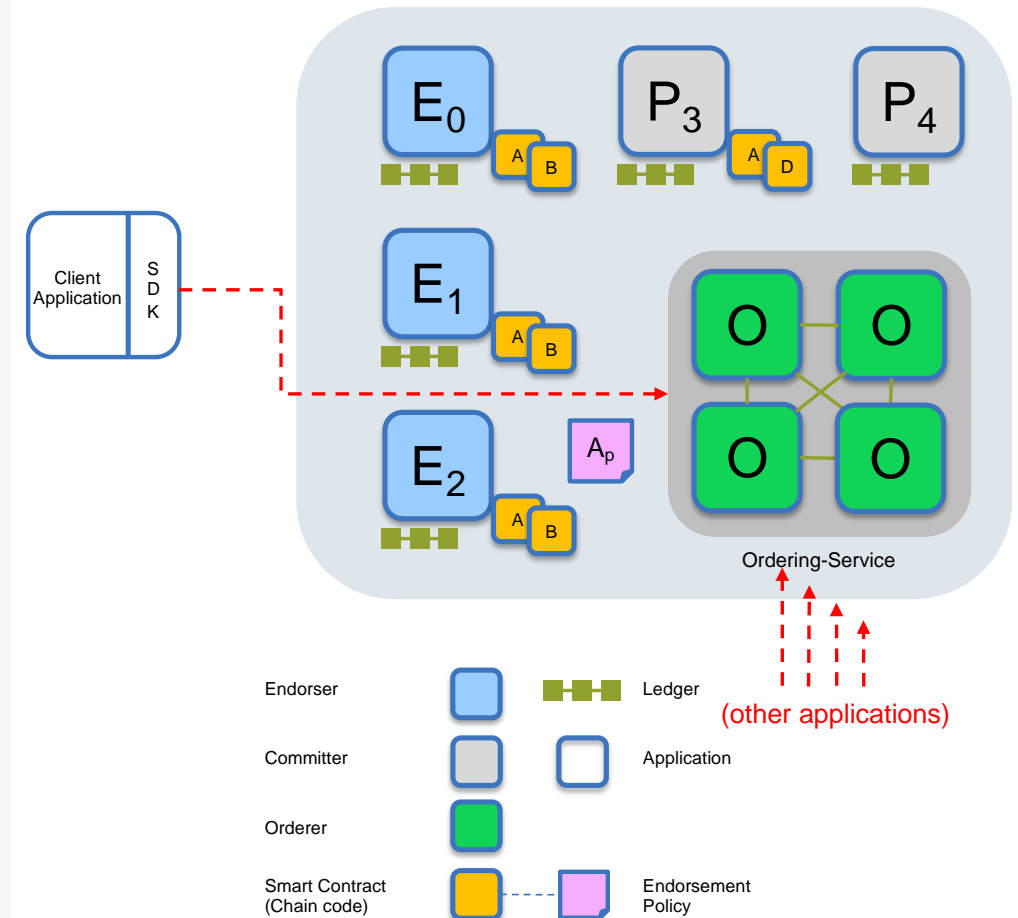 E0
P3
P4
A
B
A
D
Client
Application
S
D
K
E1
A
B
O
O
E2
Ap
O
O
A
B
Ordering-Service
Endorser
Ledger
(other applications)
Committer
Application
Orderer
Smart Contract
(Chain code)
Endorsement
Policy